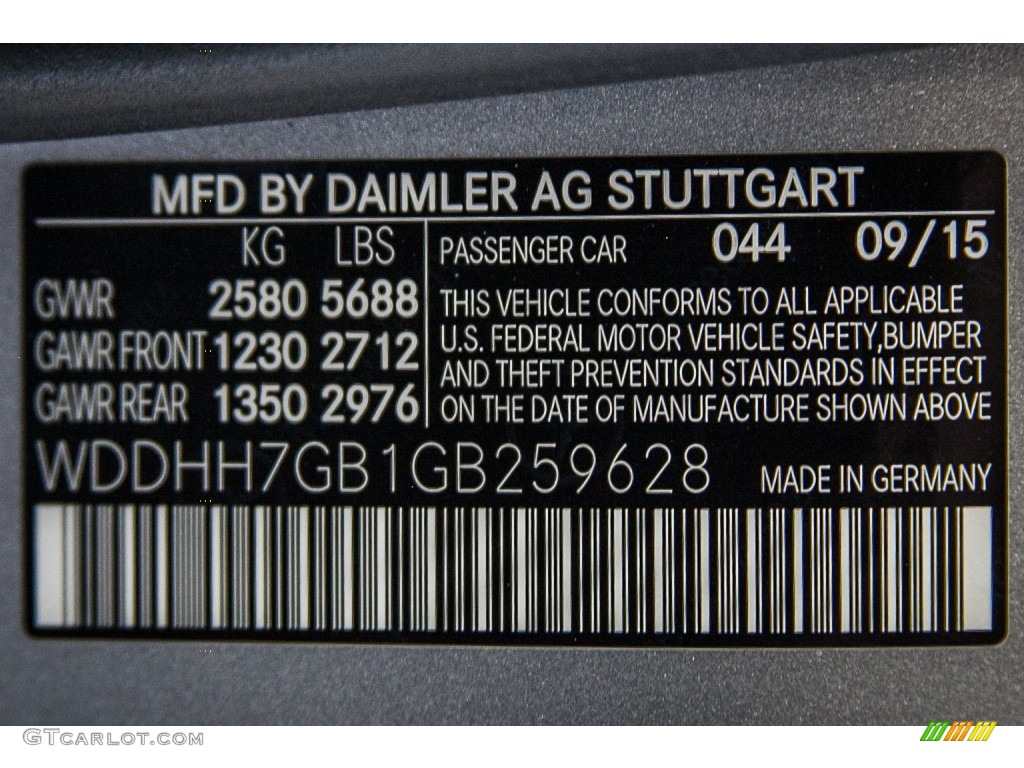 MFD BY DAIMLER AG STUTTGART
KG LBS
GVWR 2580 5688
GAWR FRONT 1230 2712
GAWR REAR 1350 2976
PASSENGER CAR 044 09/15
THIS VEHICLE CONFORMS TO ALL APPLICABLE
U.S. FEDERAL MOTOR VEHICLE SAFETY,BUMPER
AND THEFT PREVENTION STANDARDS IN EFFECT
ON THE DATE OF MANUFACTURE SHOWN ABOVE
WDDHH7GB1GB259628 MADE IN GERMANY
GTCARLOT.COM